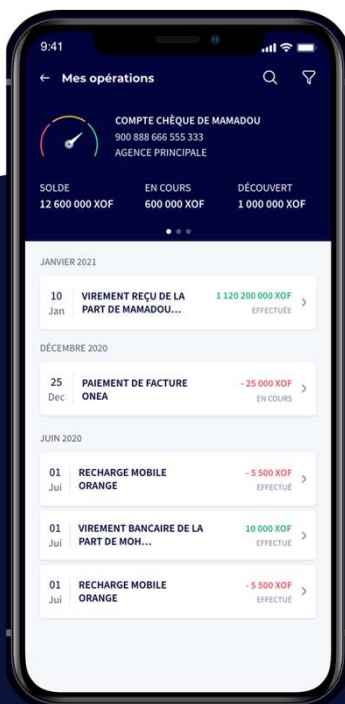 9:41
Mes opérations
COMPTE CHÈQUE DE MAMADOU
900 888 666 555 333
AGENCE PRINCIPALE
SOLDE EN COURS DÉCOUVERT
12 600 000 XOF 600 000 XOF 1 000 000 XOF
JANVIER 2021
10 VIREMENT REÇU DE LA 1 120 200 000 XOF
Jan PART DE MAMADOU... EFFECTUÉE
DÉCEMBRE 2020
25 PAIEMENT DE FACTURE - 25 000 XOF
Dec ONEA EN COURS
JUIN 2020
01 RECHARGE MOBILE - 5 500 XOF
Jui ORANGE EFFECTUÉ
01 VIREMENT BANCAIRE DE LA 10 000 XOF
Jui PART DE MOH... EFFECTUÉ
01 RECHARGE MOBILE - 5 500 XOF
Jui ORANGE EFFECTUÉ